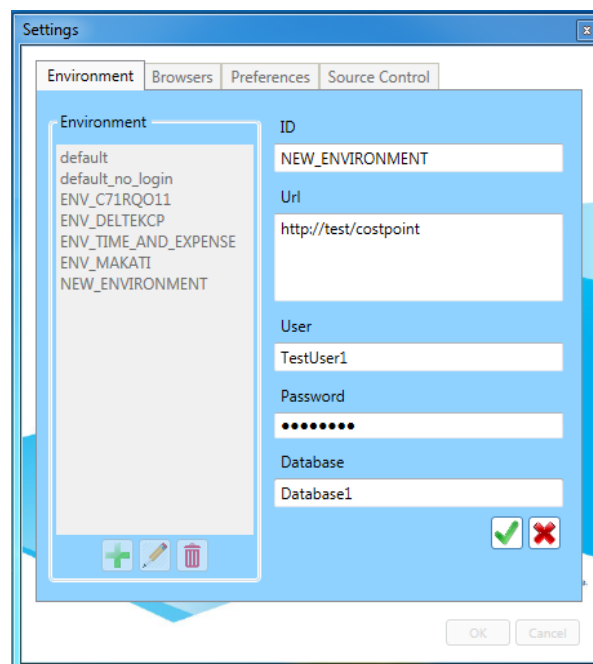 Settings
Environment Browsers Preferences Source Control
Environment
default
default_no_login
ENV_C71RQO11
ENV_DELTEKCP
ENV_TIME_AND_EXPENSE
ENV_MAKATI
NEW_ENVIRONMENT
ID
NEW_ENVIRONMENT
Url
http://test/costpoint
User
TestUser1
Password
●●●●●●●●
Database
Database1
OK Cancel